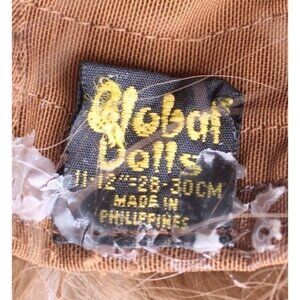 Global
Dolls
11-12"=28-30CM
MADE IN
PHILIPPINES